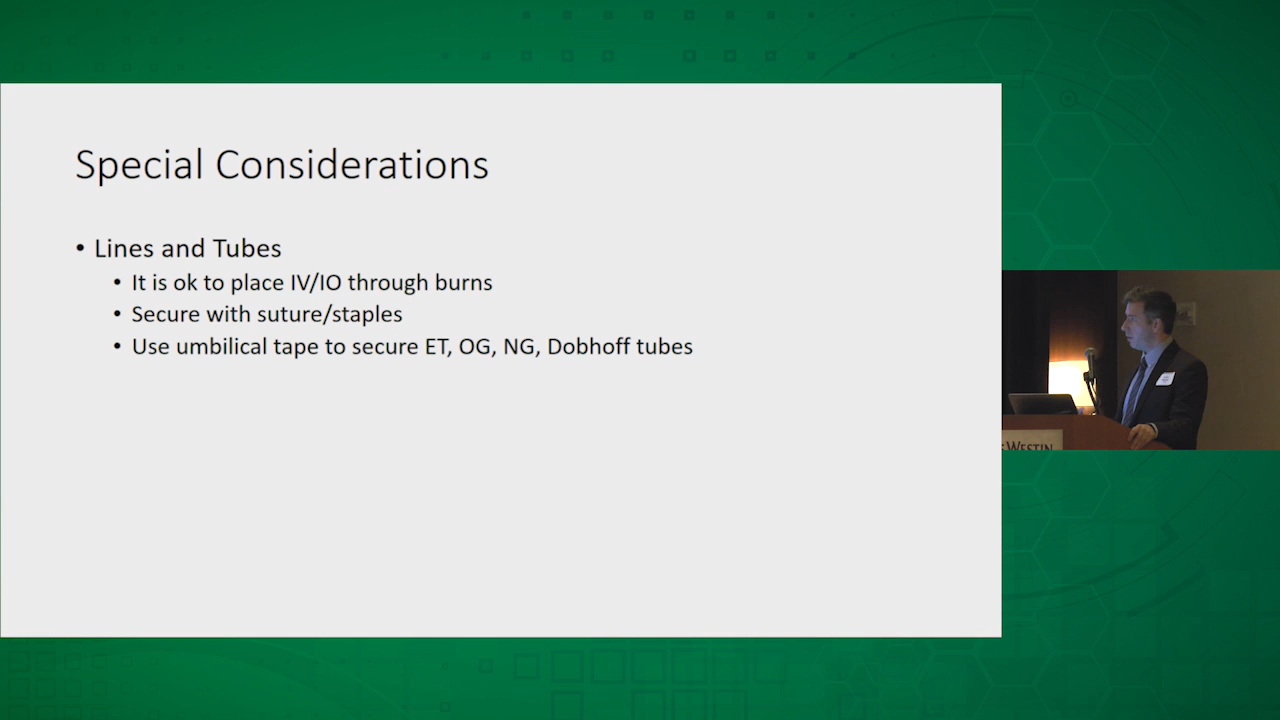 Special Considerations
• Lines and Tubes
• It is ok to place IV/IO through burns
• Secure with suture/staples
• Use umbilical tape to secure ET, OG, NG, Dobhoff tubes
WESTIN